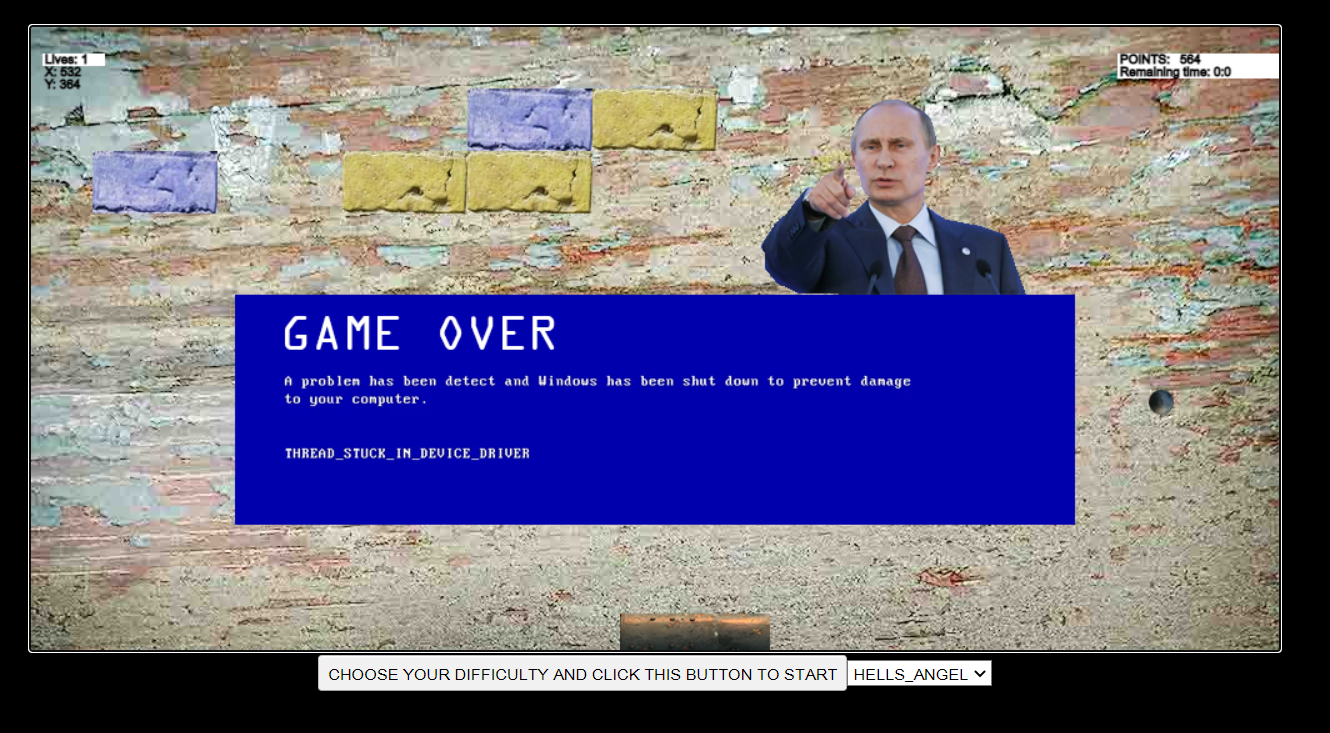 Lives: 1
X: 532
Y: 364
POINTS: 564
Remaining time: 0:0
GAME OVER
A problem has been detect and Windows has been shut down to prevent damage
to your computer.
THREAD_STUCK_IN_DEVICE_DRIVER
CHOOSE YOUR DIFFICULTY AND CLICK THIS BUTTON TO START
HELLS_ANGEL